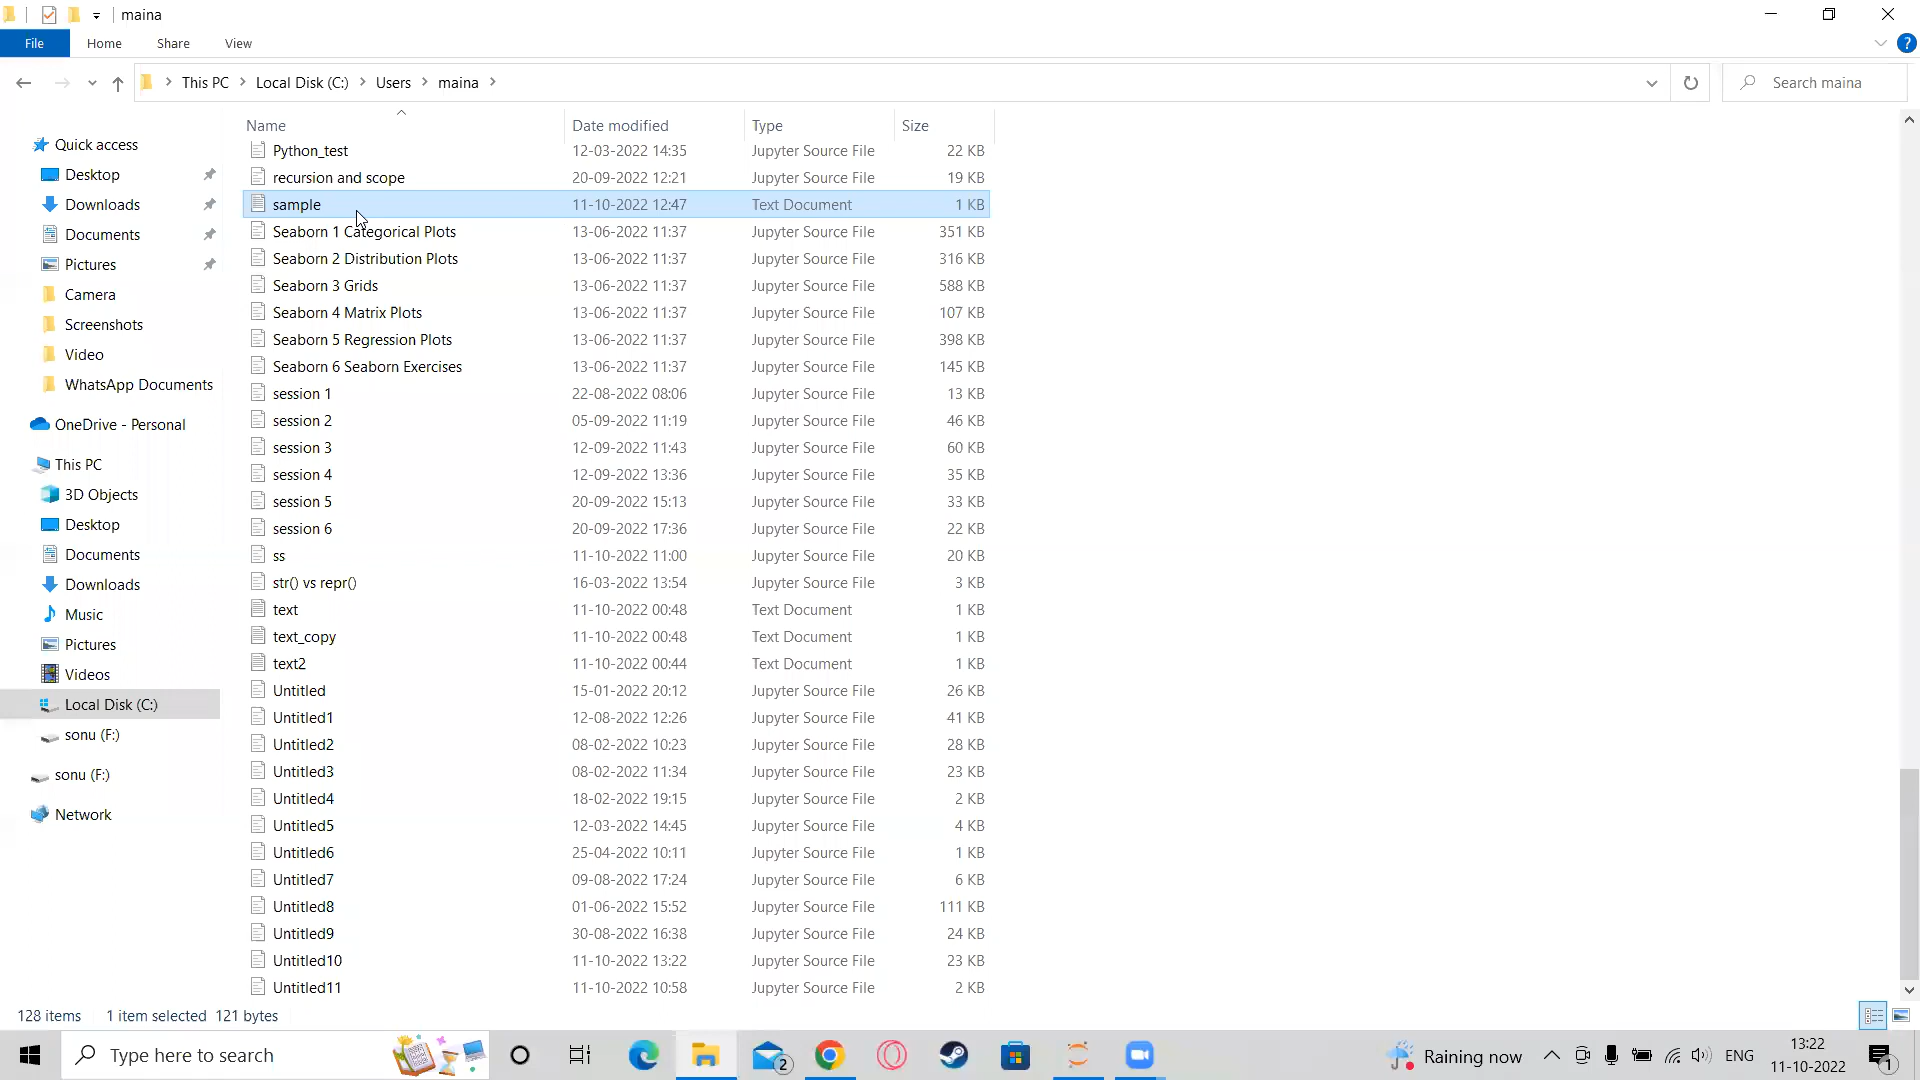 maina
File Home Share View ?
This PC Local Disk (C:) Users maina Search maina
Name Date modified Type Size
Quick access
Desktop
Downloads
Documents
Pictures
Camera
Screenshots
Video
WhatsApp Documents
OneDrive - Personal
This PC
3D Objects
Desktop
Documents
Downloads
Music
Pictures
Videos
Local Disk (C:)
sonu (F:)
sonu (F:)
Network
Python_test 12-03-2022 14:35 Jupyter Source File 22 KB
recursion and scope 20-09-2022 12:21 Jupyter Source File 19 KB
sample 11-10-2022 12:47 Text Document 1 KB
Seaborn 1 Categorical Plots 13-06-2022 11:37 Jupyter Source File 351 KB
Seaborn 2 Distribution Plots 13-06-2022 11:37 Jupyter Source File 316 KB
Seaborn 3 Grids 13-06-2022 11:37 Jupyter Source File 588 KB
Seaborn 4 Matrix Plots 13-06-2022 11:37 Jupyter Source File 107 KB
Seaborn 5 Regression Plots 13-06-2022 11:37 Jupyter Source File 398 KB
Seaborn 6 Seaborn Exercises 13-06-2022 11:37 Jupyter Source File 145 KB
session 1 22-08-2022 08:06 Jupyter Source File 13 KB
session 2 05-09-2022 11:19 Jupyter Source File 46 KB
session 3 12-09-2022 11:43 Jupyter Source File 60 KB
session 4 12-09-2022 13:36 Jupyter Source File 35 KB
session 5 20-09-2022 15:13 Jupyter Source File 33 KB
session 6 20-09-2022 17:36 Jupyter Source File 22 KB
ss 11-10-2022 11:00 Jupyter Source File 20 KB
str() vs repr() 16-03-2022 13:54 Jupyter Source File 3 KB
text 11-10-2022 00:48 Text Document 1 KB
text_copy 11-10-2022 00:48 Text Document 1 KB
text2 11-10-2022 00:44 Text Document 1 KB
Untitled 15-01-2022 20:12 Jupyter Source File 26 KB
Untitled1 12-08-2022 12:26 Jupyter Source File 41 KB
Untitled2 08-02-2022 10:23 Jupyter Source File 28 KB
Untitled3 08-02-2022 11:34 Jupyter Source File 23 KB
Untitled4 18-02-2022 19:15 Jupyter Source File 2 KB
Untitled5 12-03-2022 14:45 Jupyter Source File 4 KB
Untitled6 25-04-2022 10:11 Jupyter Source File 1 KB
Untitled7 09-08-2022 17:24 Jupyter Source File 6 KB
Untitled8 01-06-2022 15:52 Jupyter Source File 111 KB
Untitled9 30-08-2022 16:38 Jupyter Source File 24 KB
Untitled10 11-10-2022 13:22 Jupyter Source File 23 KB
Untitled11 11-10-2022 10:58 Jupyter Source File 2 KB
128 items 1 item selected 121 bytes
Type here to search 2 Raining now ENG 13:22 1
11-10-2022